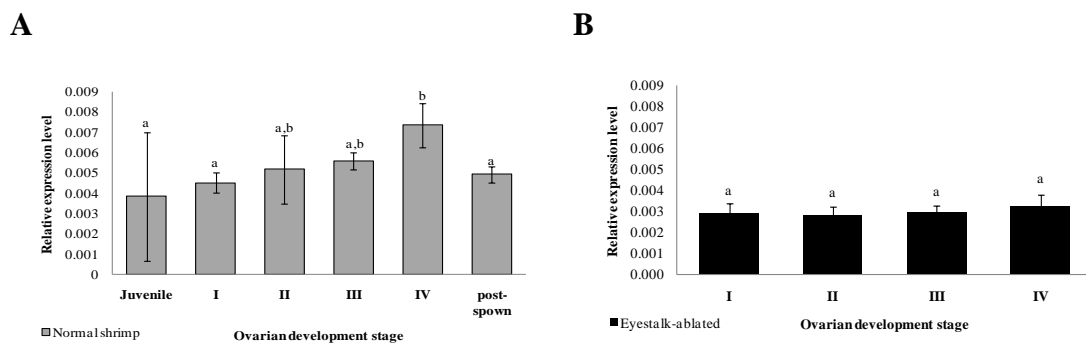 A
Relative expression level
0.009
0.008
0.007
0.006
0.005
0.004
0.003
0.002
0.001
0
a
a
a,b
a,b
b
a
Juvenile
I
II
III
IV
post-
spown
Normal shrimp
Ovarian development stage
B
Relative expression level
0.009
0.008
0.007
0.006
0.005
0.004
0.003
0.002
0.001
0.000
a
a
a
a
I
II
III
IV
Eyestalk-ablated
Ovarian development stage